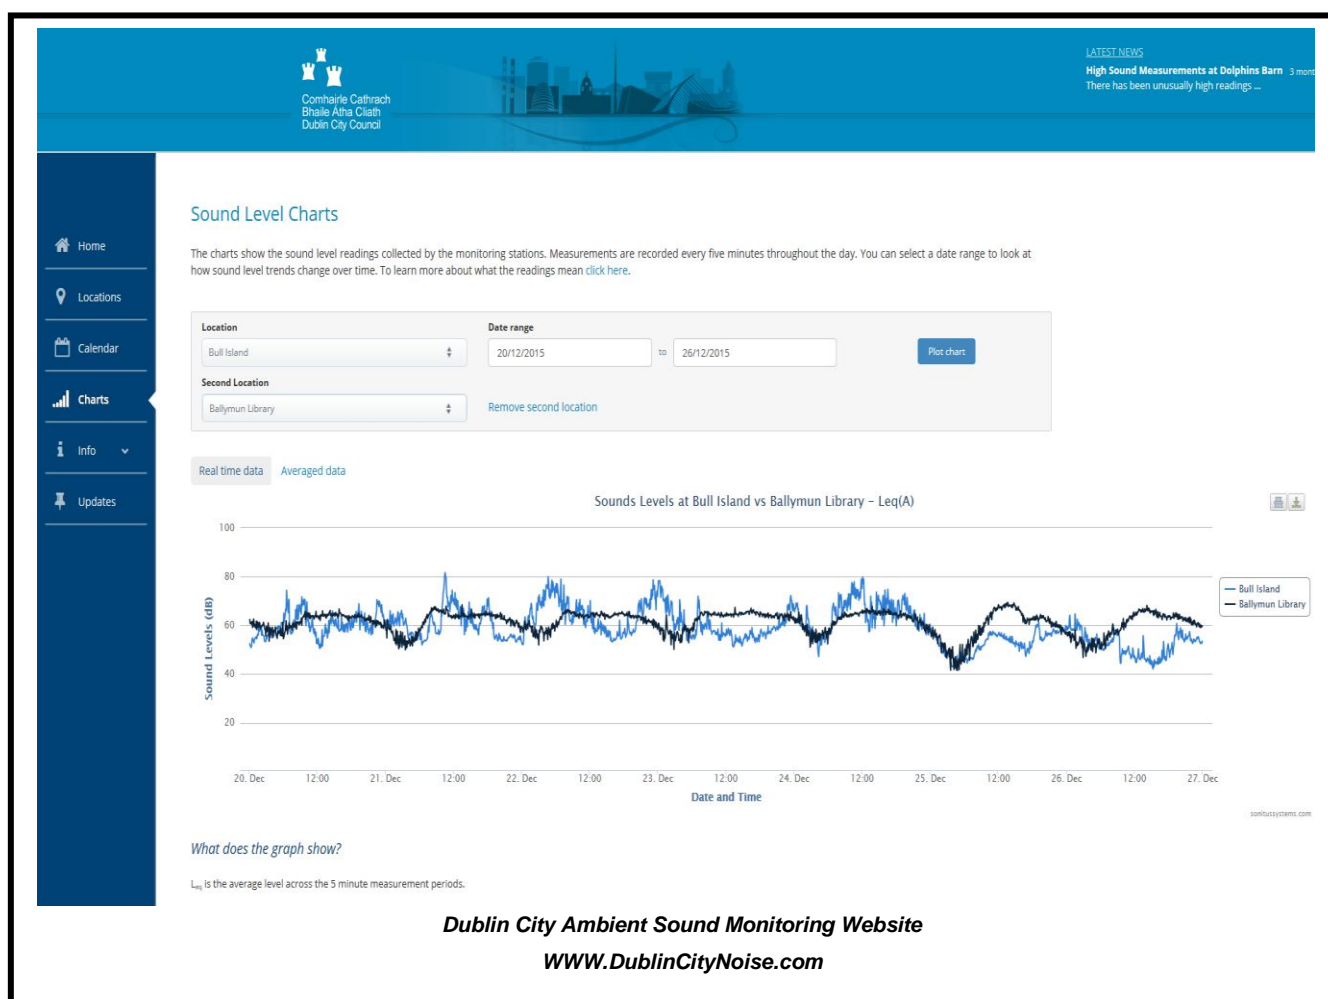 Comhairle Cathrach
Bhaile Átha Cliath
Dublin City Council
LATEST NEWS
High Sound Measurements at Dolphins Barn 3 mont
There has been unusually high readings ...
Home
Locations
Calendar
Charts
Info
Updates
Sound Level Charts
The charts show the sound level readings collected by the monitoring stations. Measurements are recorded every five minutes throughout the day. You can select a date range to look at
how sound level trends change over time. To learn more about what the readings mean click here.
Location
Date range
Bull Island
20/12/2015
to
26/12/2015
Plot chart
Second Location
Ballymun Library
Remove second location
Real time data
Averaged data
Sounds Levels at Bull Island vs Ballymun Library - Leq(A)
100
80
60
40
20
Sound Levels (dB)
Bull Island
Ballymun Library
20. Dec 12:00 21. Dec 12:00 22. Dec 12:00 23. Dec 12:00 24. Dec 12:00 25. Dec 12:00 26. Dec 12:00 27. Dec
Date and Time
sonitussystems.com
What does the graph show?
Leq is the average level across the 5 minute measurement periods.
Dublin City Ambient Sound Monitoring Website
WWW.DublinCityNoise.com